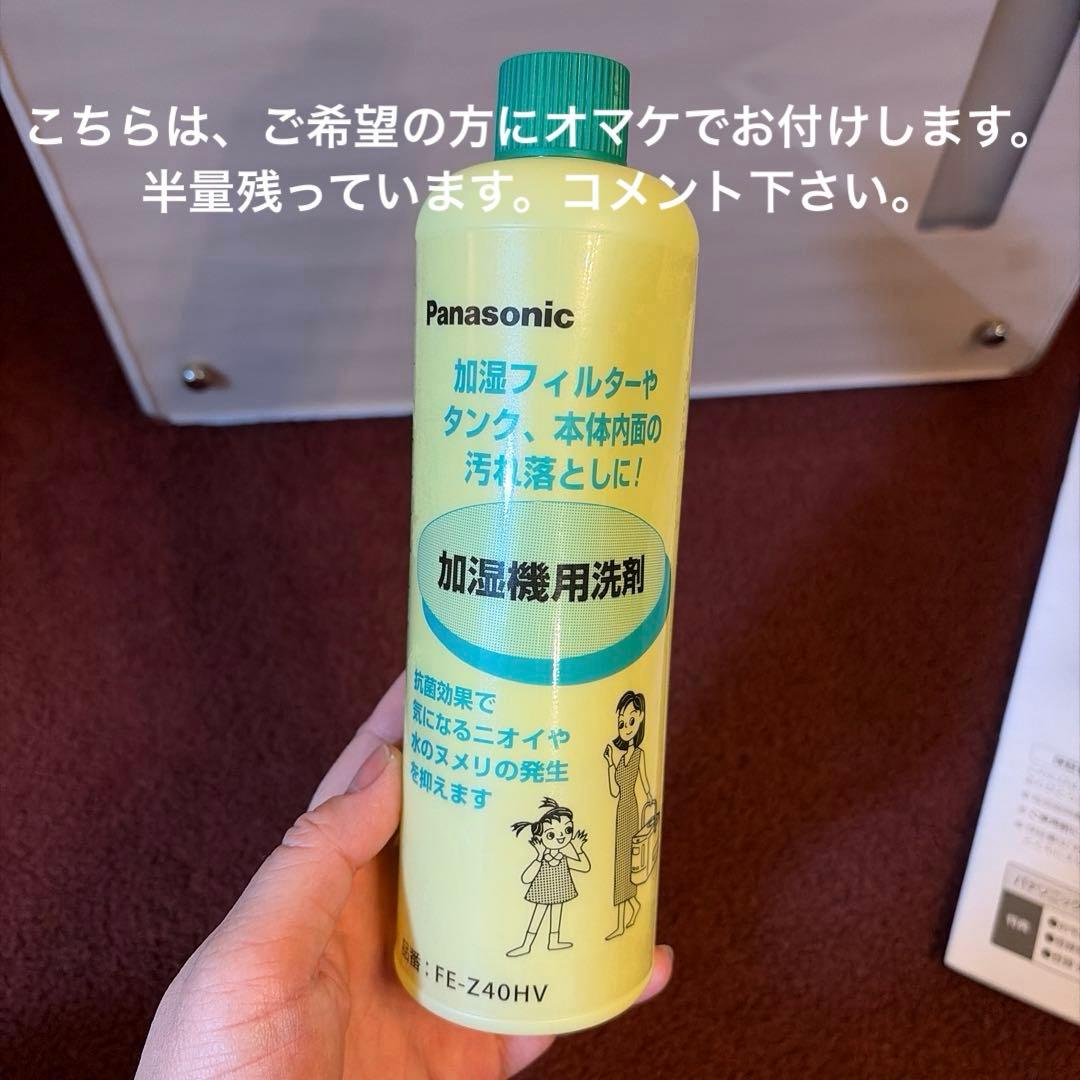 こちらは、ご希望の方にオマケでお付けします。
半量残っています。コメント下さい。
Panasonic
加湿フィルターや
タンク、本体内面の
汚れ落としに!
加湿機用洗剤
抗菌効果で
気になるニオイや
水のヌメリの発生
を抑えます
品番:FE-Z40HV